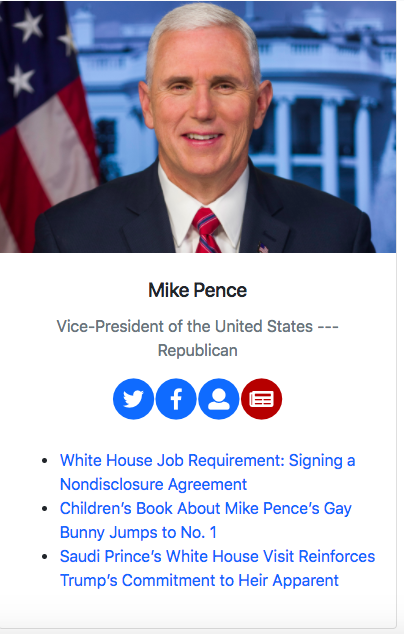 Mike Pence
Vice-President of the United States ---
Republican
White House Job Requirement: Signing a
Nondisclosure Agreement
Children’s Book About Mike Pence’s Gay
Bunny Jumps to No. 1
Saudi Prince’s White House Visit Reinforces
Trump’s Commitment to Heir Apparent